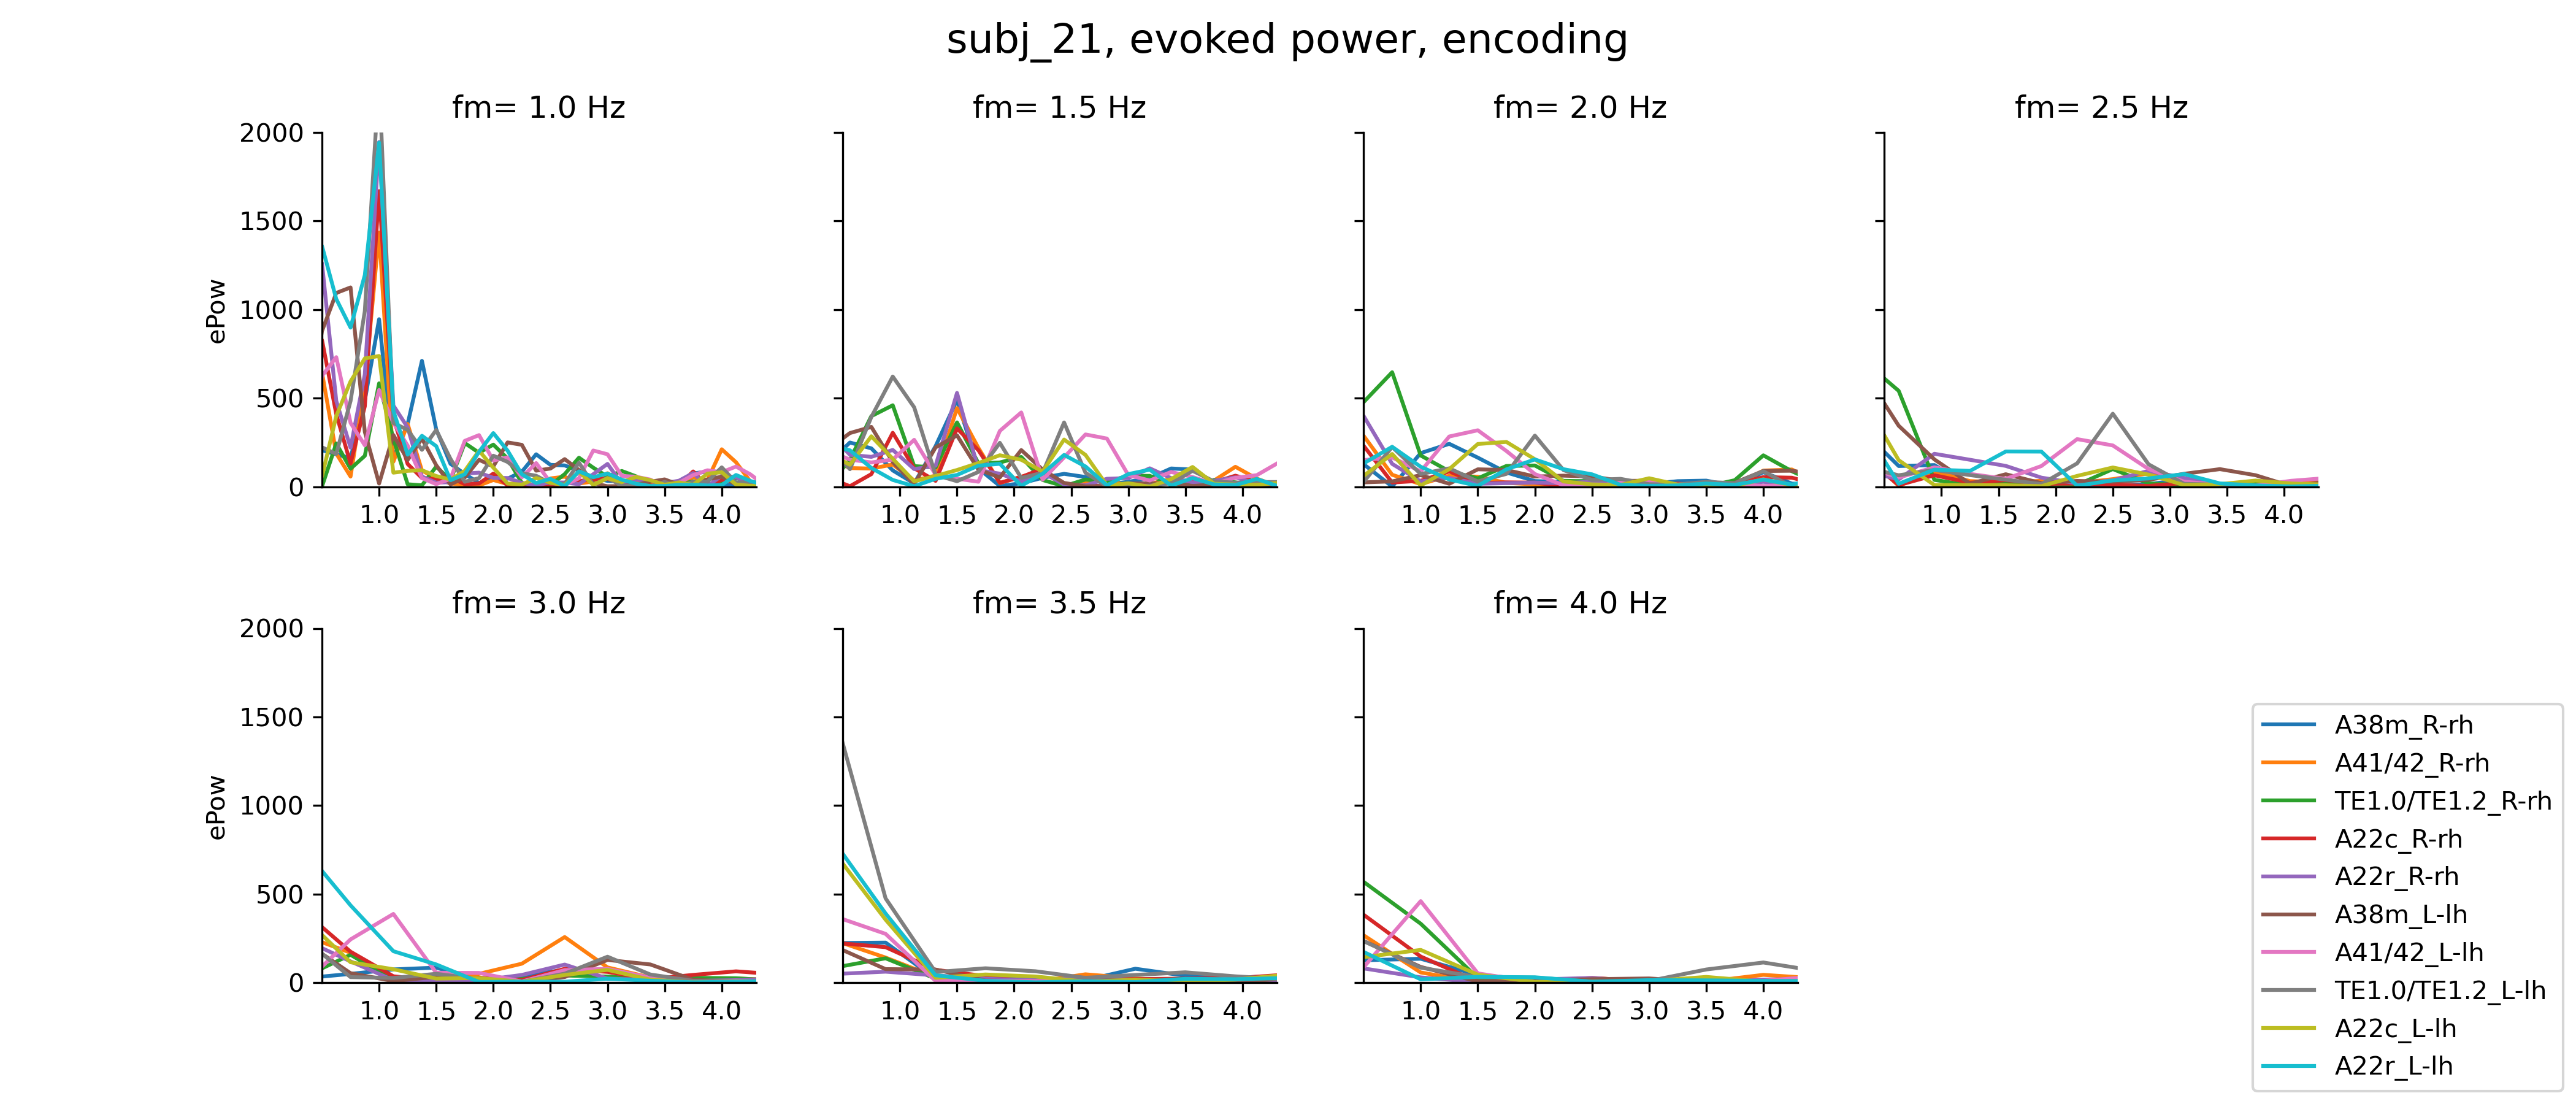 subj_21, evoked power, encoding
fm= 1.0 Hz
fm= 1.5 Hz
fm= 2.0 Hz
fm= 2.5 Hz
2000
1500
1000
500
0
ePow
1.0 1.5 2.0 2.5 3.0 3.5 4.0
1.0 1.5 2.0 2.5 3.0 3.5 4.0
1.0 1.5 2.0 2.5 3.0 3.5 4.0
1.0 1.5 2.0 2.5 3.0 3.5 4.0
fm= 3.0 Hz
fm= 3.5 Hz
fm= 4.0 Hz
2000
1500
1000
500
0
ePow
1.0 1.5 2.0 2.5 3.0 3.5 4.0
1.0 1.5 2.0 2.5 3.0 3.5 4.0
1.0 1.5 2.0 2.5 3.0 3.5 4.0
A38m_R-rh
A41/42_R-rh
TE1.0/TE1.2_R-rh
A22c_R-rh
A22r_R-rh
A38m_L-lh
A41/42_L-lh
TE1.0/TE1.2_L-lh
A22c_L-lh
A22r_L-lh